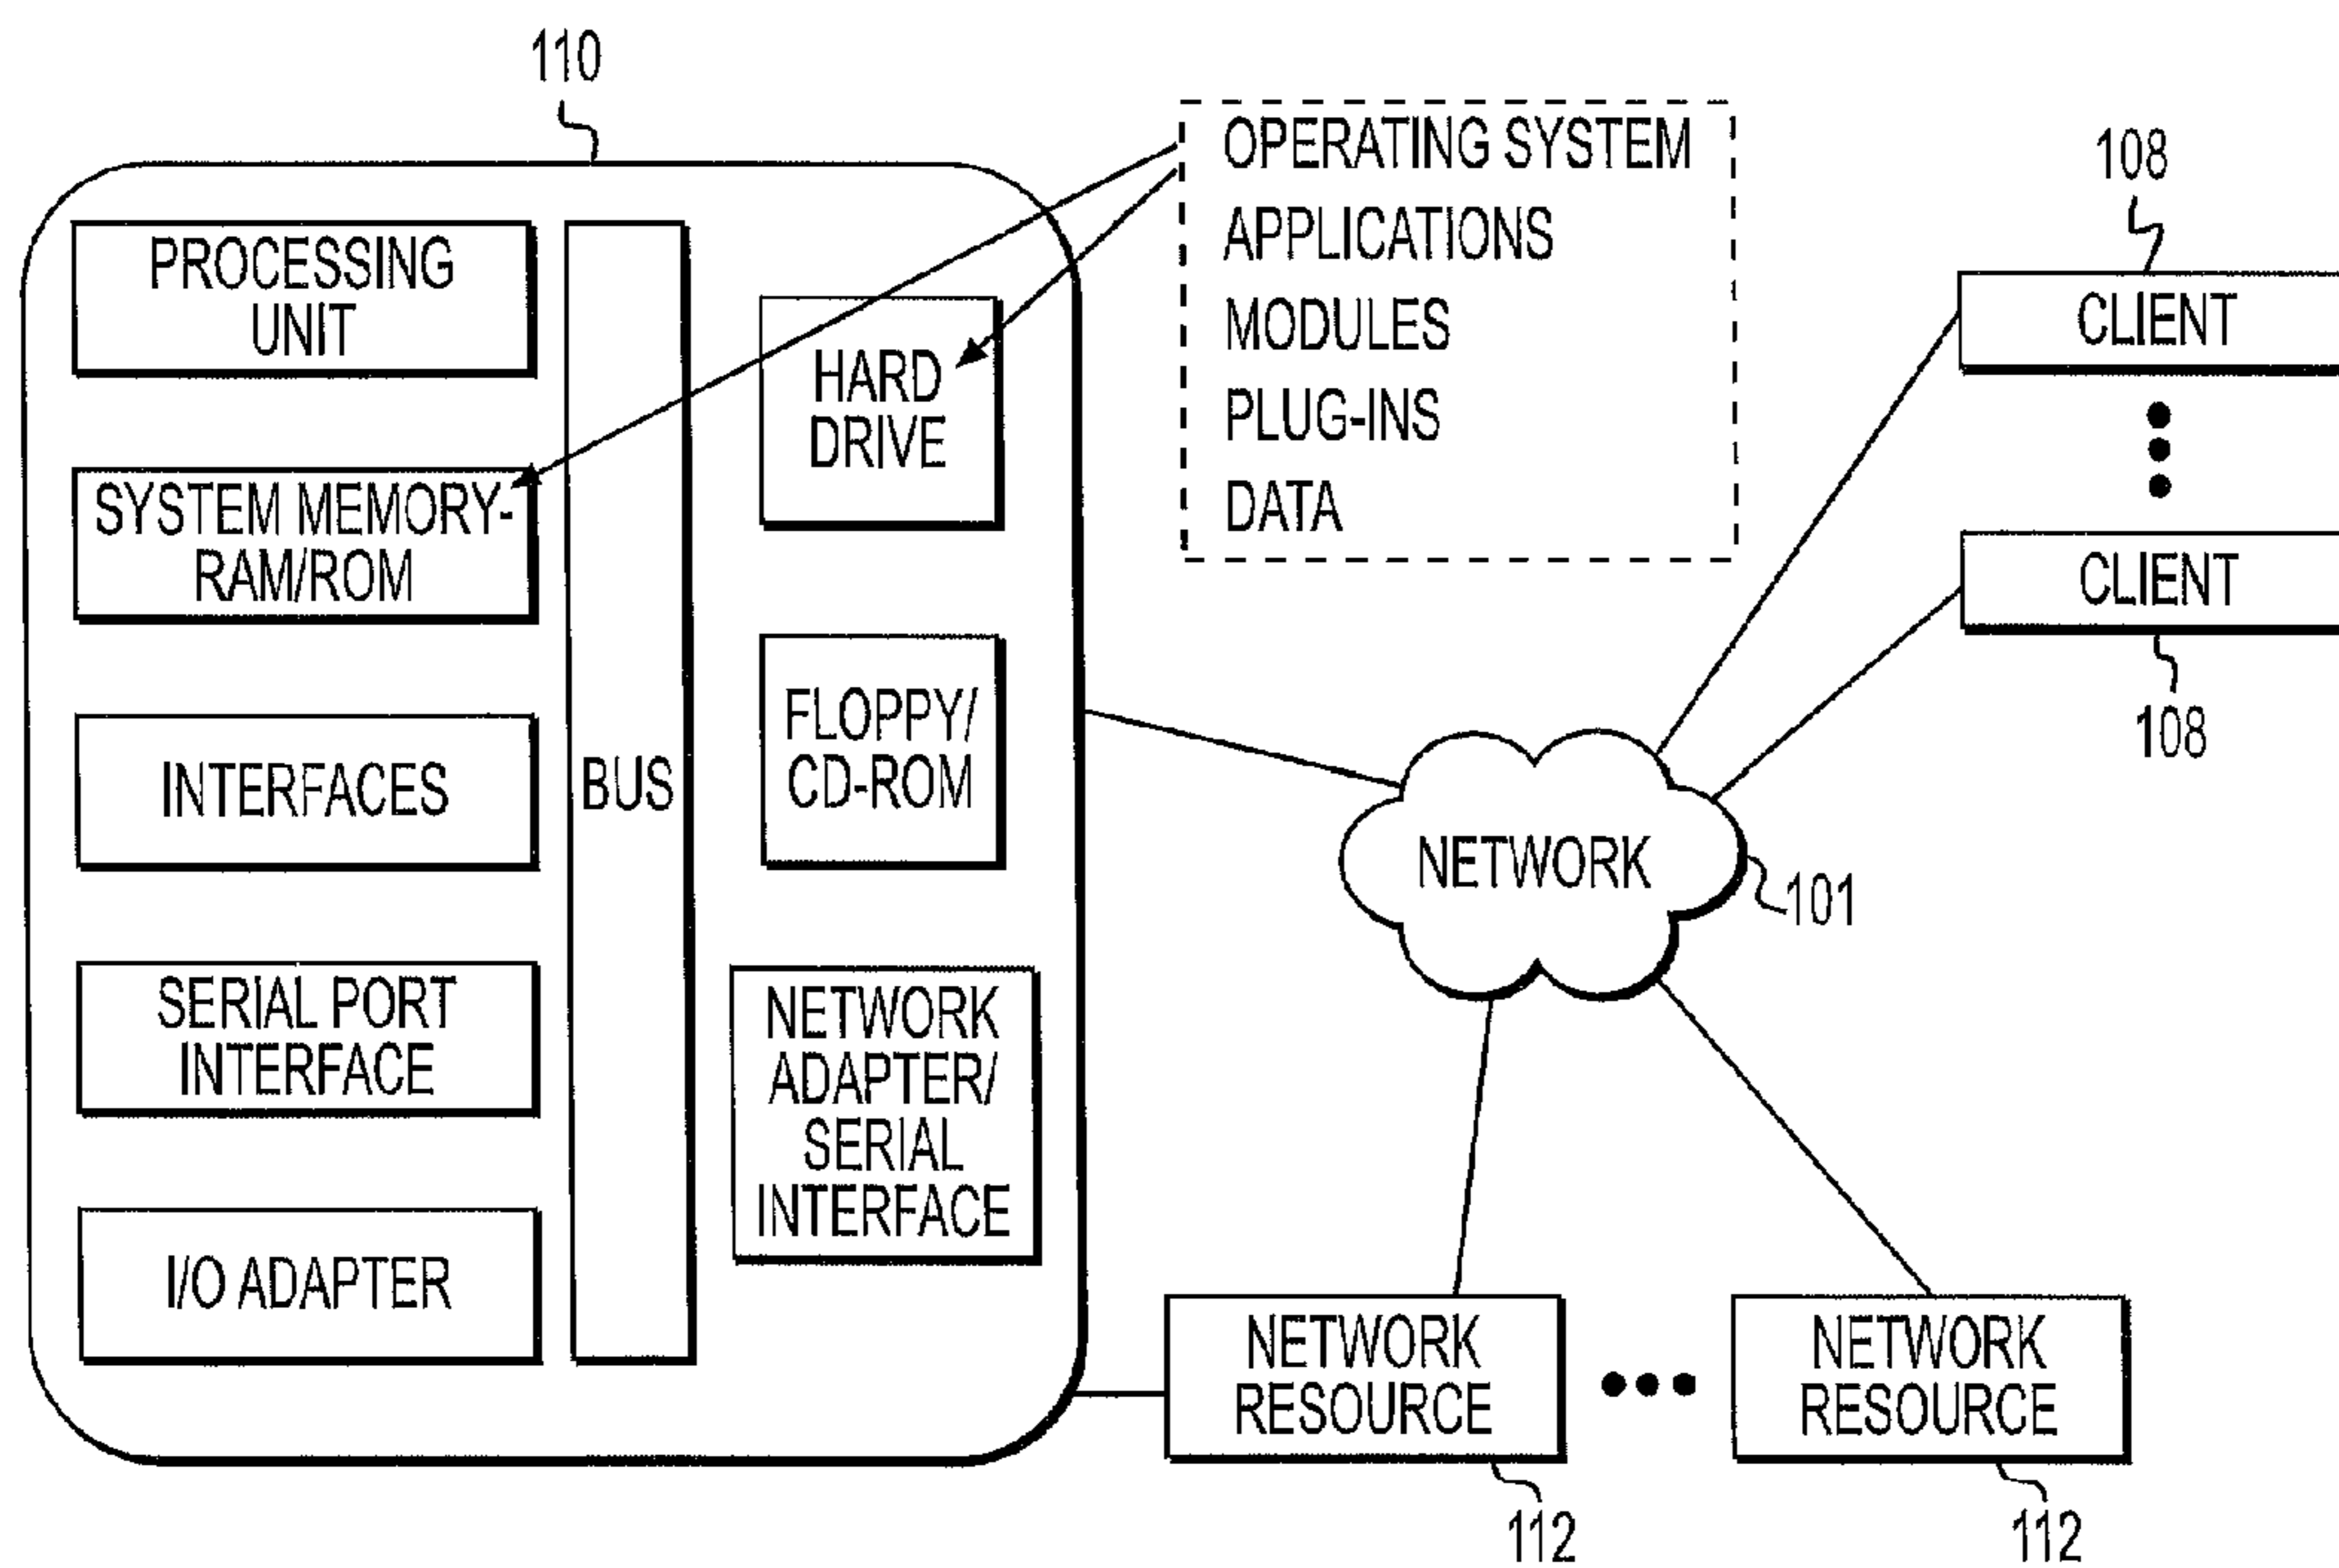 110
PROCESSING
UNIT
SYSTEM MEMORY-
RAM/ROM
INTERFACES
SERIAL PORT
INTERFACE
I/O ADAPTER
BUS
HARD
DRIVE
FLOPPY/
CD-ROM
NETWORK
ADAPTER/
SERIAL
INTERFACE
OPERATING SYSTEM
APPLICATIONS
MODULES
PLUG-INS
DATA
108
CLIENT
CLIENT
108
NETWORK
101
NETWORK
RESOURCE
112
NETWORK
RESOURCE
112